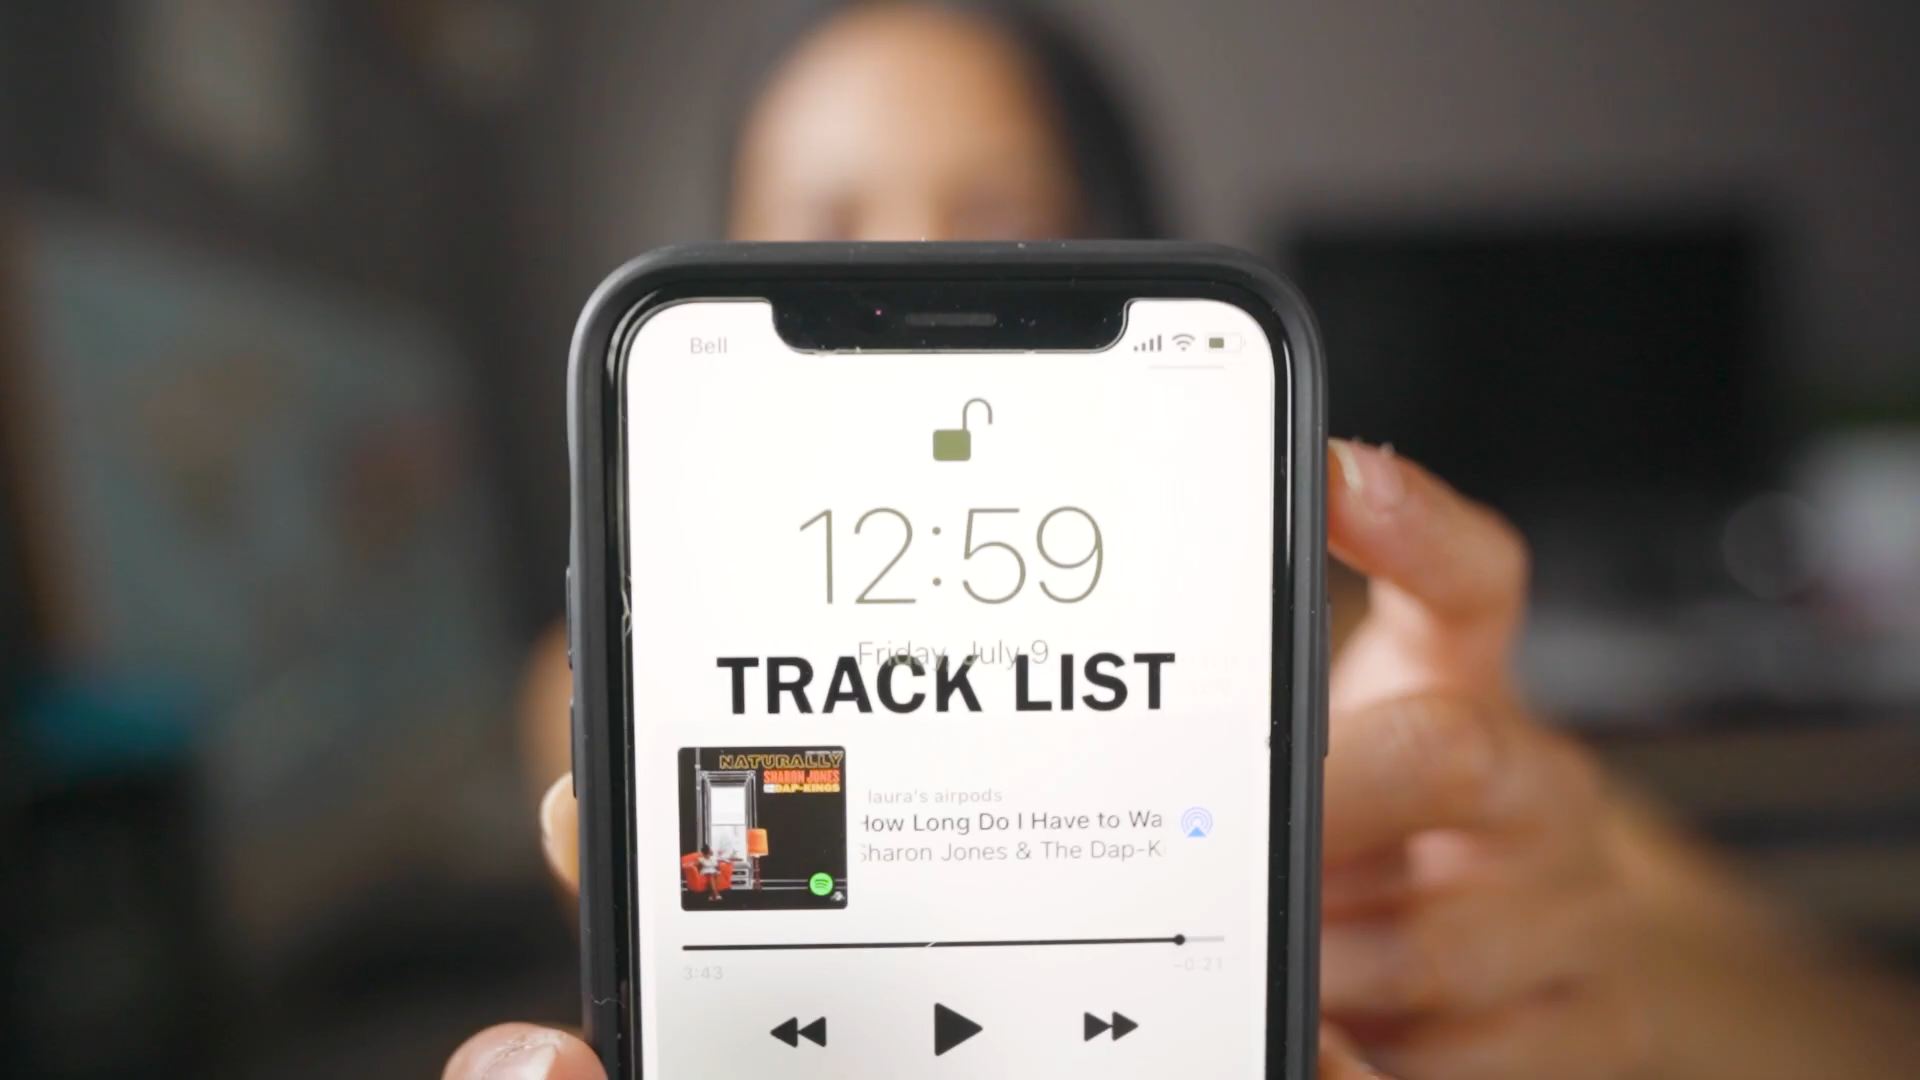 Bell
12:59
Friday, July 9
TRACK LIST
NATURALLY
SHARON JONES
DAP-KINGS
laura's airpods
How Long Do I Have to Wa
Sharon Jones & The Dap-K
3:43
-0:21